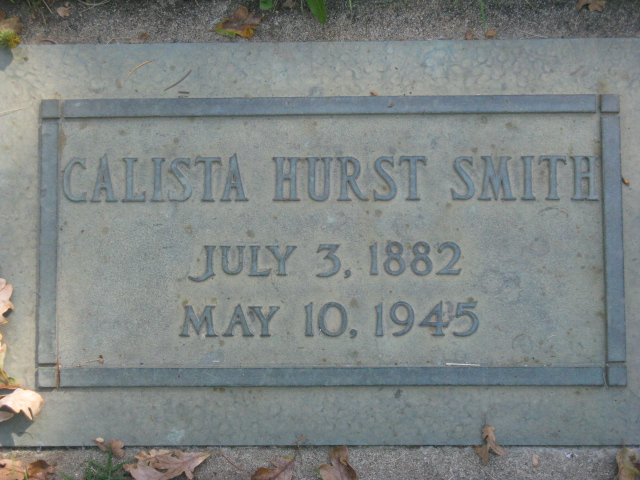 CALISTA HURST SMITH
JULY 3, 1882
MAY 10, 1945